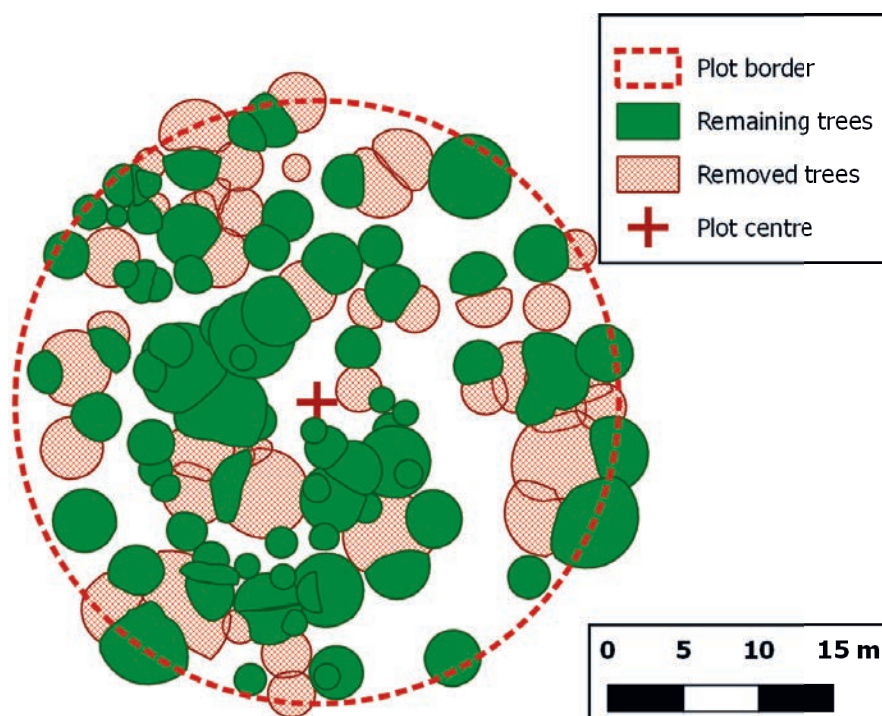 Plot border
Remaining trees
Removed trees
Plot centre
0 5 10 15 m